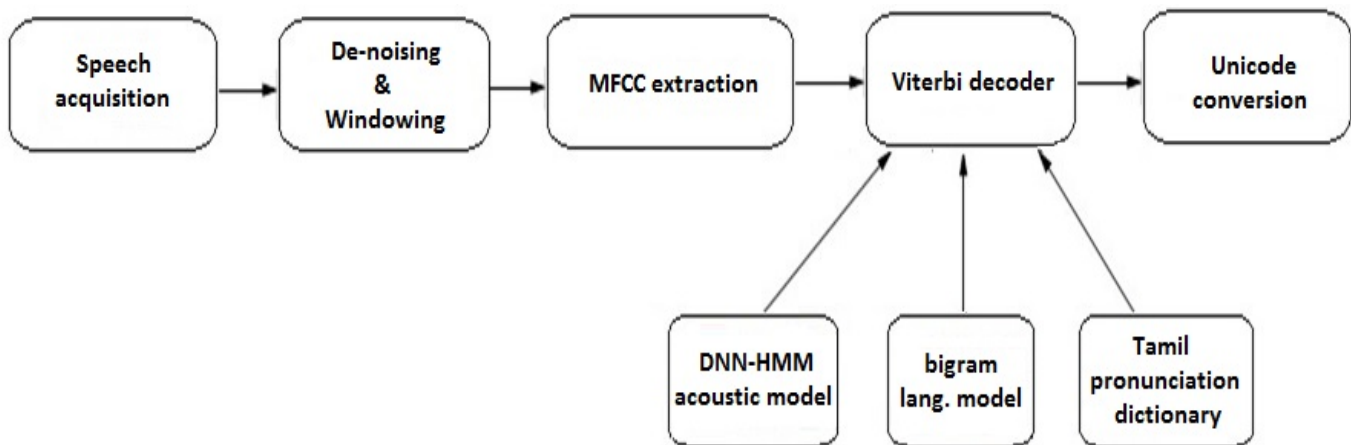 Speech
acquisition
De-noising
&
Windowing
MFCC extraction
Viterbi decoder
Unicode
conversion
DNN-HMM
acoustic model
bigram
lang. model
Tamil
pronunciation
dictionary